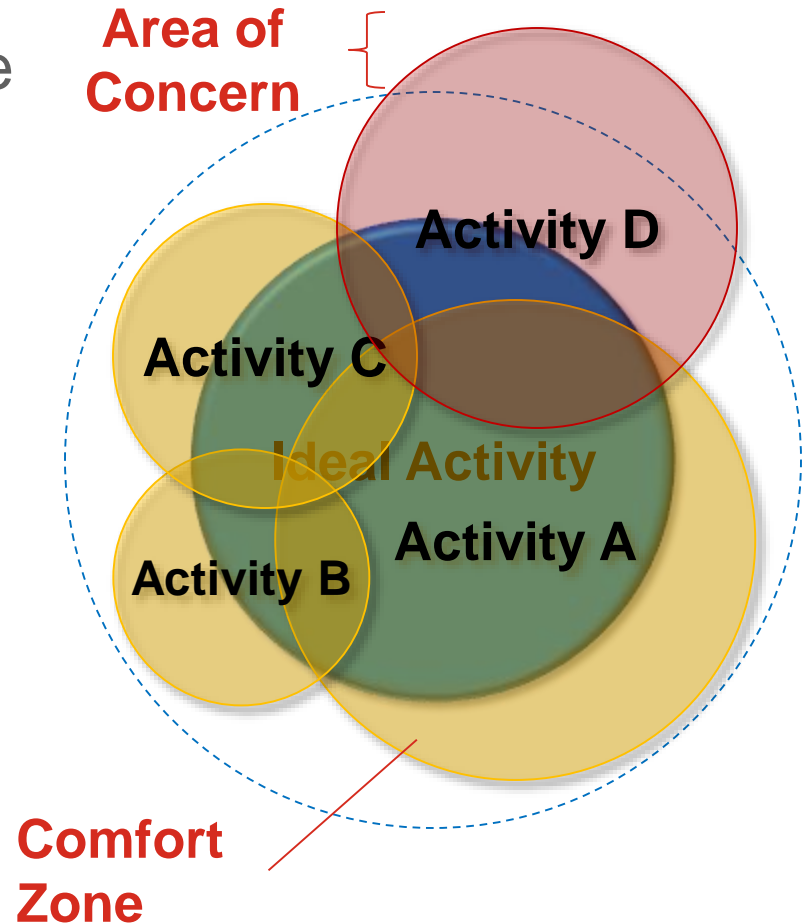 Area of
Concern
e
Activity D
Activity C
Ideal Activity
Activity A
Activity B
Comfort
Zone